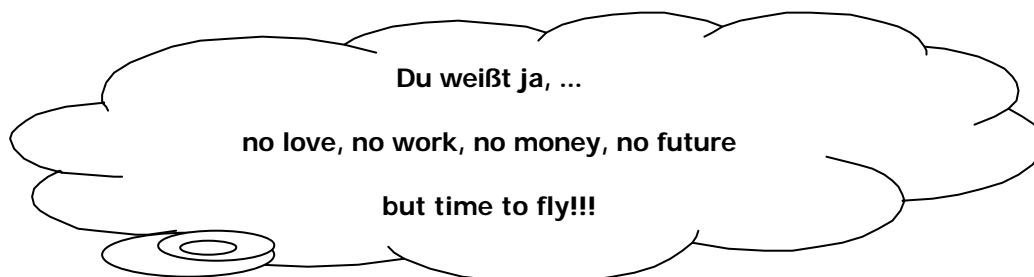 Du weißt ja, ...
no love, no work, no money, no future
but time to fly!!!